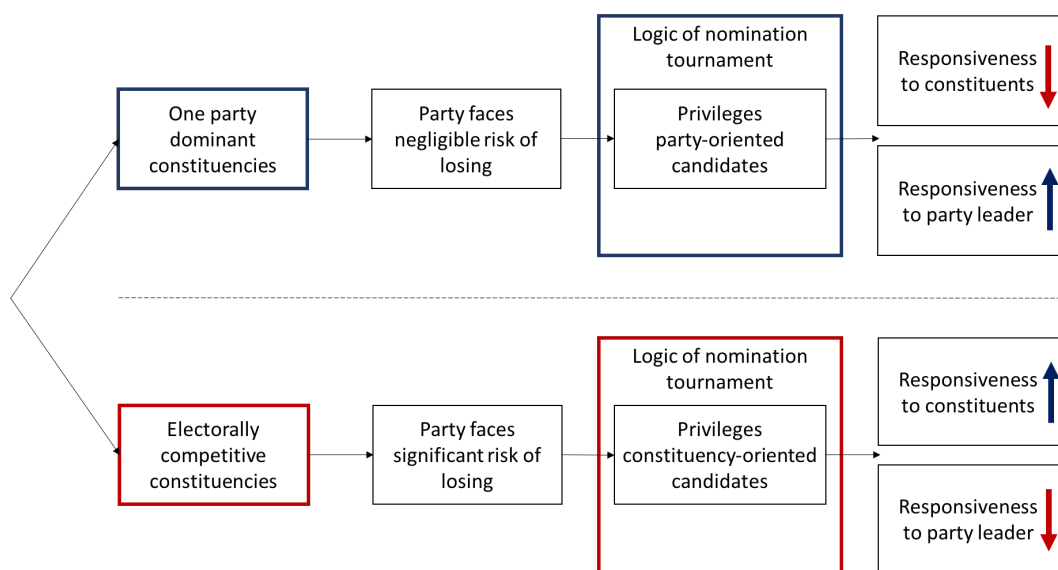 One party
dominant
constituencies
Party faces
negligible risk of
losing
Logic of nomination
tournament
Privileges
party-oriented
candidates
Responsiveness
to constituents
Responsiveness
to party leader
Electorally
competitive
constituencies
Party faces
significant risk of
losing
Logic of nomination
tournament
Privileges
constituency-oriented
candidates
Responsiveness
to constituents
Responsiveness
to party leader